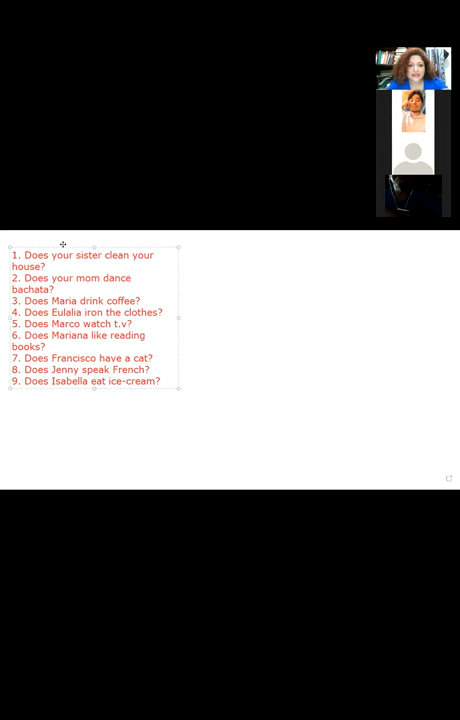 1. Does your sister clean your
house?
2. Does your mom dance
bachata?
3. Does Maria drink coffee?
4. Does Eulalia iron the clothes?
5. Does Marco watch t.v?
6. Does Mariana like reading
books?
7. Does Francisco have a cat?
8. Does Jenny speak French?
9. Does Isabella eat ice-cream?